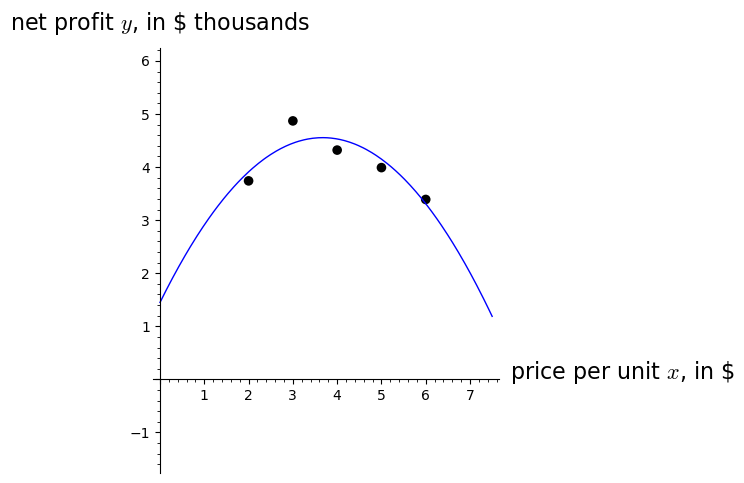 net profit y, in $ thousands
6
5
4
3
2
1
−1
1 2 3 4 5 6 7
price per unit x, in $